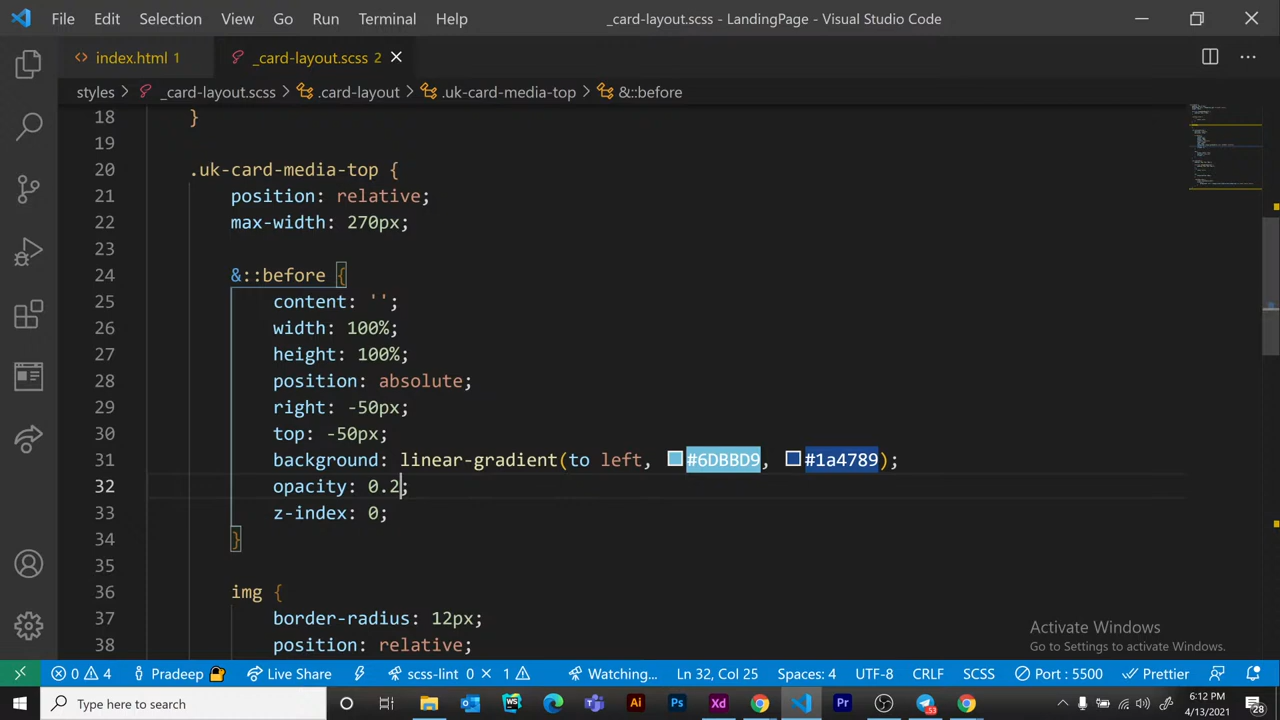 File Edit Selection View Go Run Terminal Help _card-layout.scss - LandingPage - Visual Studio Code
index.html 1 _card-layout.scss 2
styles > _card-layout.scss > .card-layout > .uk-card-media-top > &::before
18 }
19
20 .uk-card-media-top {
21 position: relative;
22 max-width: 270px;
23
24 &::before {
25 content: '';
26 width: 100%;
27 height: 100%;
28 position: absolute;
29 right: -50px;
30 top: -50px;
31 background: linear-gradient(to left, #6DBBD9, #1a4789);
32 opacity: 0.2;
33 z-index: 0;
34 }
35
36 img {
37 border-radius: 12px;
38 position: relative;
Activate Windows
Go to Settings to activate Windows.
0 4 Pradeep Live Share scss-lint 0 1 Watching... Ln 32, Col 25 Spaces: 4 UTF-8 CRLF SCSS Port : 5500 Prettier
Type here to search WS Ai Ps Xd Pr 53 6:12 PM
4/13/2021 28